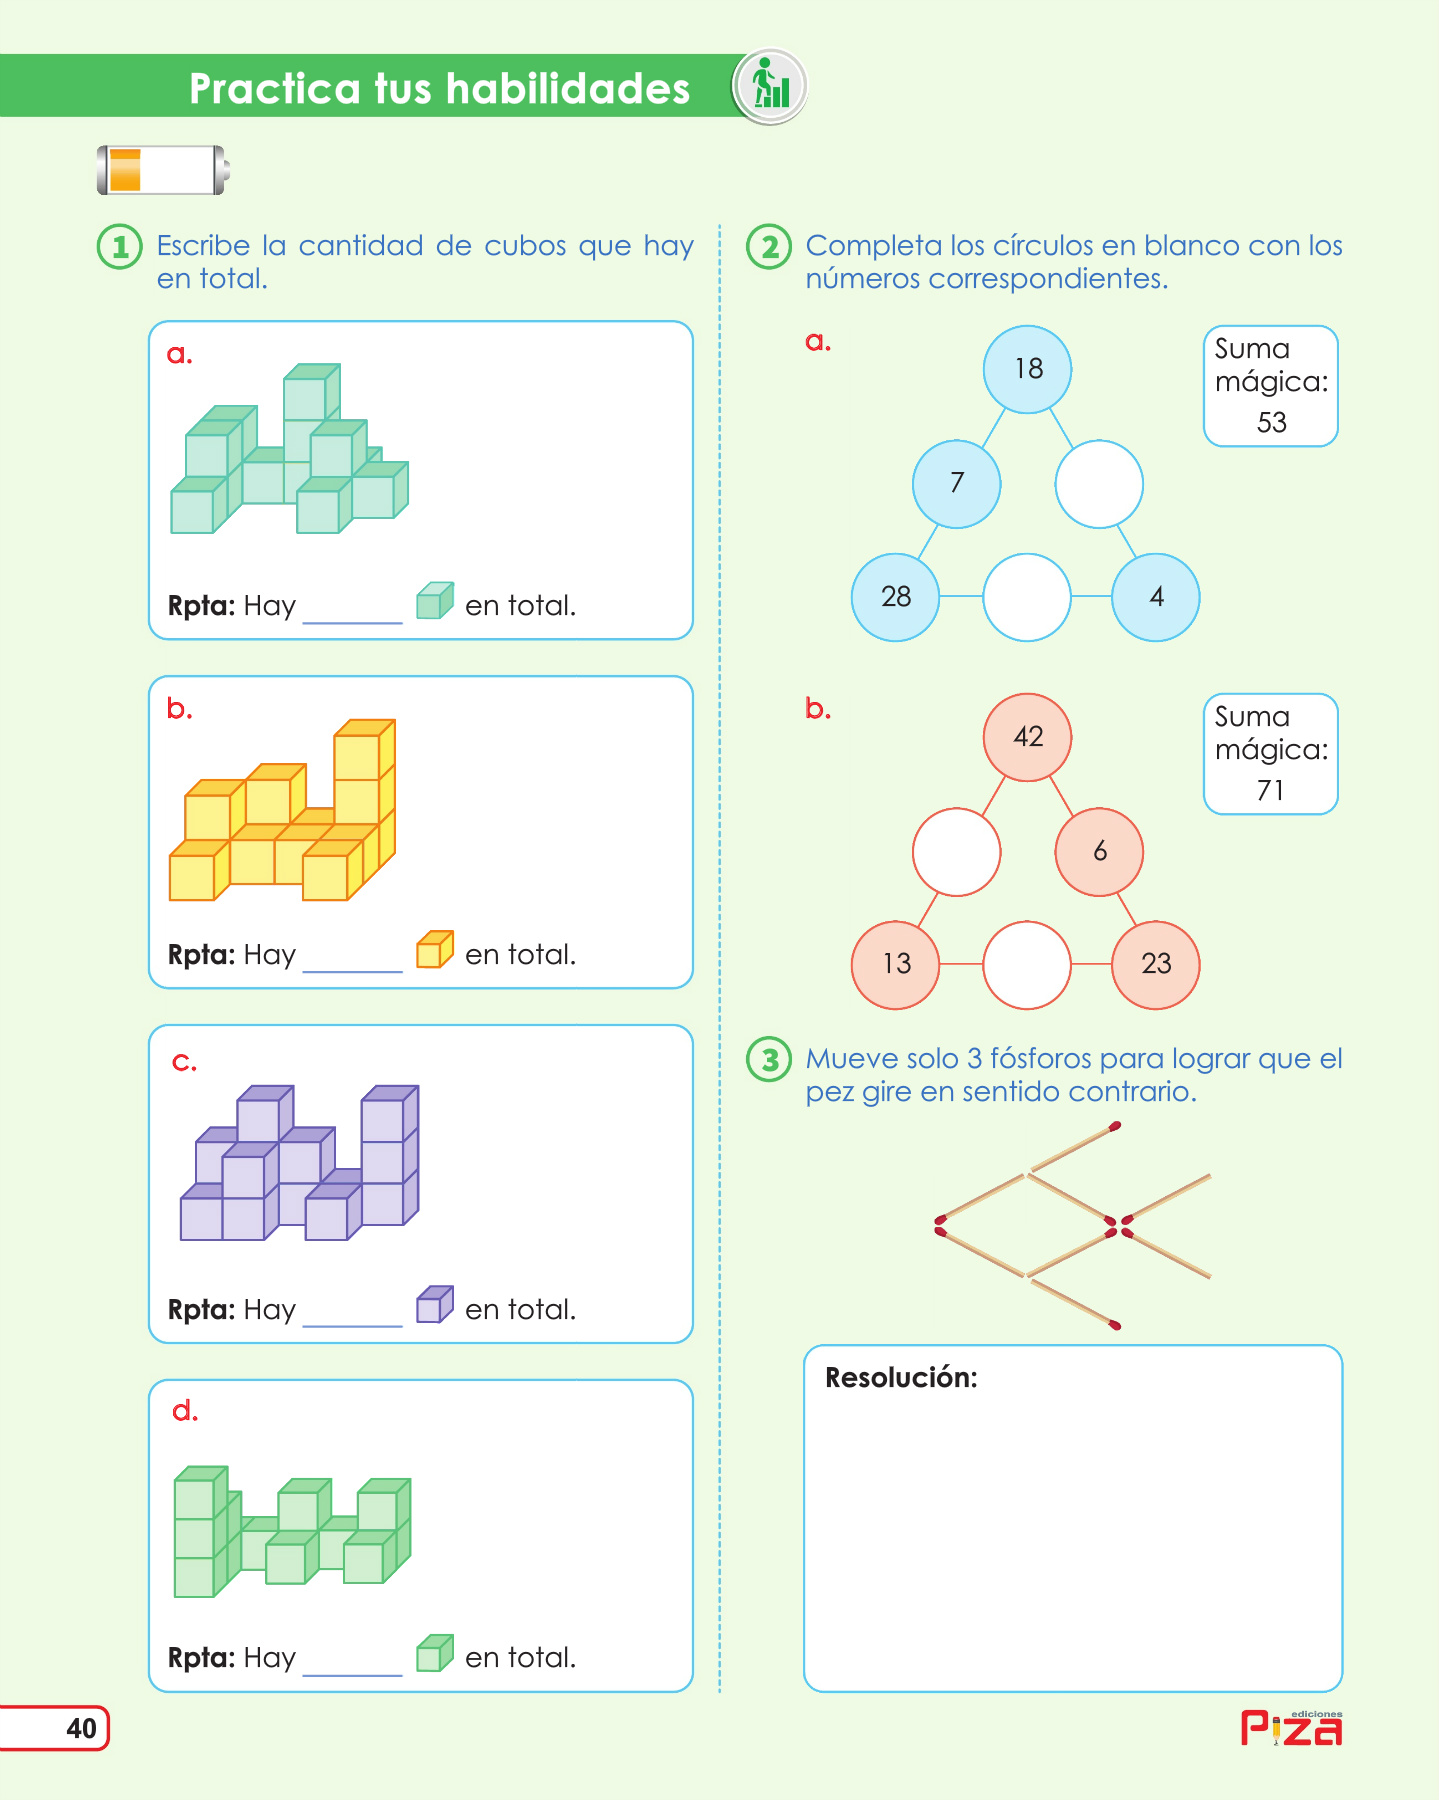 Practica tus habilidades
1 Escribe la cantidad de cubos que hay
en total.
a.
Rpta: Hay ______ en total.
b.
Rpta: Hay ______ en total.
c.
Rpta: Hay ______ en total.
d.
Rpta: Hay ______ en total.
2 Completa los círculos en blanco con los
números correspondientes.
a.
18
Suma
mágica:
53
7
28
4
b.
42
Suma
mágica:
71
6
13
23
3 Mueve solo 3 fósforos para lograr que el
pez gire en sentido contrario.
Resolución:
40
ediciones
Piza